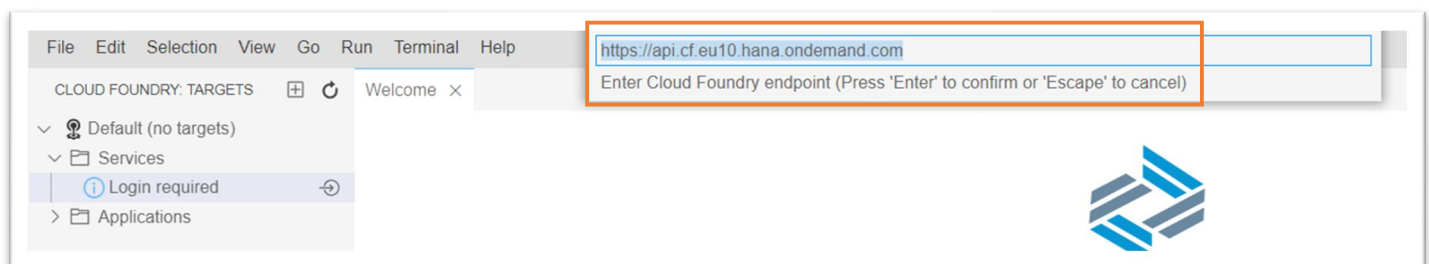 File Edit Selection View Go Run Terminal Help
https://api.cf.eu10.hana.ondemand.com
Enter Cloud Foundry endpoint (Press 'Enter' to confirm or 'Escape' to cancel)
CLOUD FOUNDRY: TARGETS
Welcome
Default (no targets)
Services
Login required
Applications